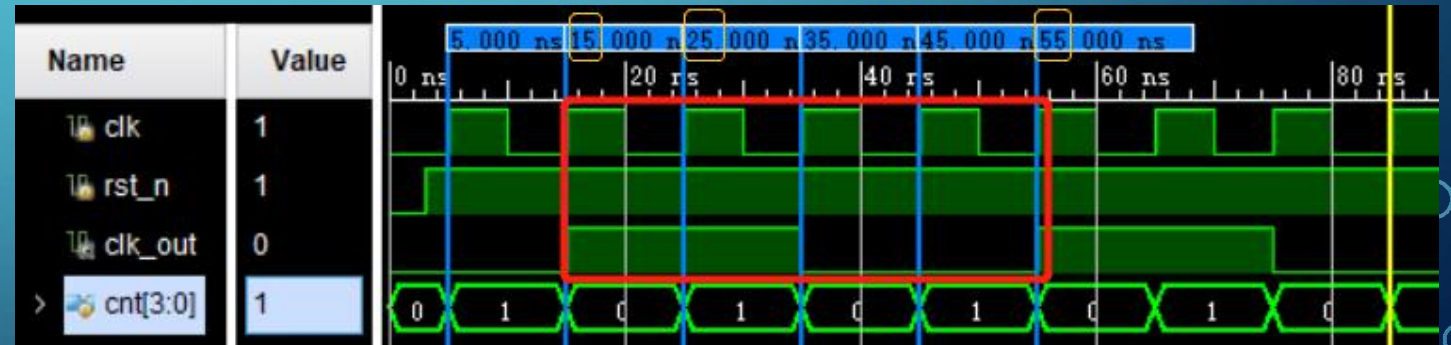 5.000 ns 15.000 n 25.000 n 35.000 n 45.000 n 55.000 ns
Name Value
0 ns 20 ns 40 ns 60 ns 80 ns
clk 1
rst_n 1
clk_out 0
> cnt[3:0] 1 0 1 0 1 0 1 0 1 0